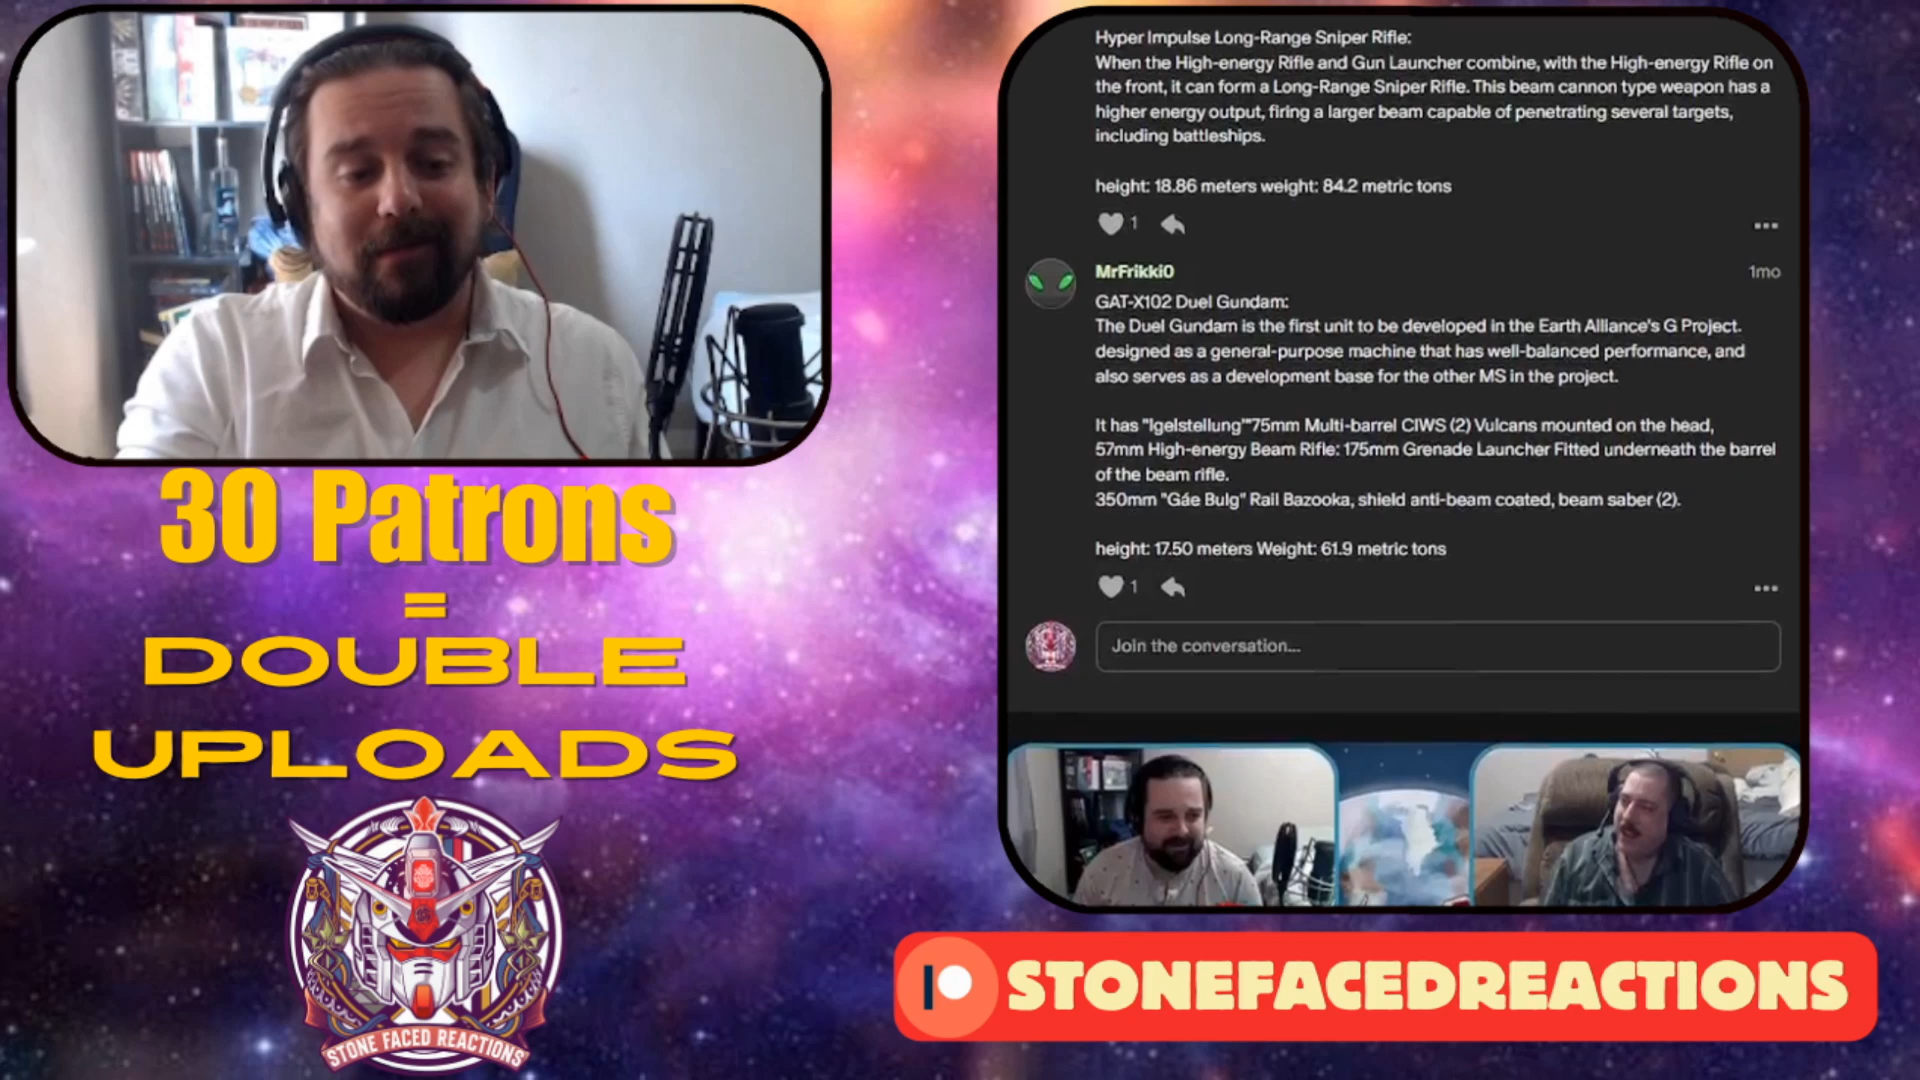 30 Patrons
=
DOUBLE
UPLOADS
STONE FACED REACTIONS
Hyper Impulse Long-Range Sniper Rifle:
When the High-energy Rifle and Gun Launcher combine, with the High-energy Rifle on
the front, it can form a Long-Range Sniper Rifle. This beam cannon type weapon has a
higher energy output, firing a larger beam capable of penetrating several targets,
including battleships.
height: 18.86 meters weight: 84.2 metric tons
1
MrFrikki0
1mo
GAT-X102 Duel Gundam:
The Duel Gundam is the first unit to be developed in the Earth Alliance's G Project.
designed as a general-purpose machine that has well-balanced performance, and
also serves as a development base for the other MS in the project.
It has "Igelstellung"'75mm Multi-barrel CIWS (2) Vulcans mounted on the head,
57mm High-energy Beam Rifle: 175mm Grenade Launcher Fitted underneath the barrel
of the beam rifle.
350mm "Gáe Bulg" Rail Bazooka, shield anti-beam coated, beam saber (2).
height: 17.50 meters Weight: 61.9 metric tons
1
Join the conversation...
STONEFACEDREACTIONS